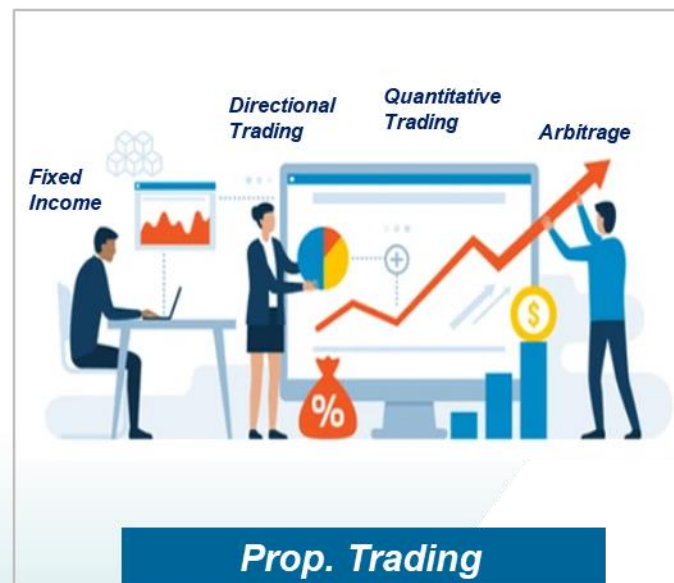 Directional
Trading
Quantitative
Trading
Arbitrage
Fixed
Income
$
%
Prop. Trading